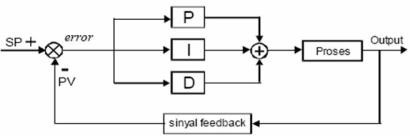 SP + error
-
PV
P
I
D
+
Proses
Output
sinyal feedback